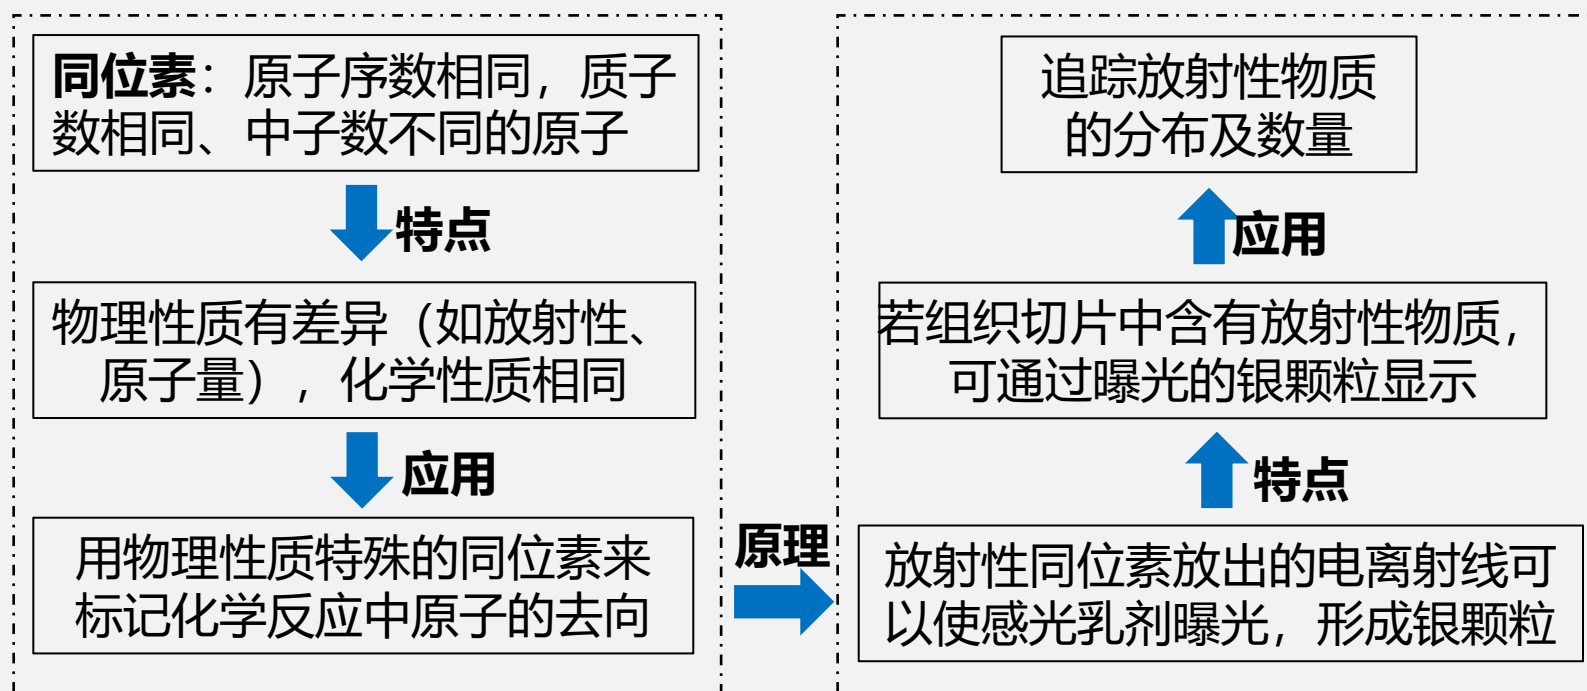 同位素：原子序数相同，质子
数相同、中子数不同的原子
特点
物理性质有差异（如放射性、
原子量），化学性质相同
应用
用物理性质特殊的同位素来
标记化学反应中原子的去向
原理
放射性同位素放出的电离射线可
以使感光乳剂曝光，形成银颗粒
特点
若组织切片中含有放射性物质，
可通过曝光的银颗粒显示
应用
追踪放射性物质
的分布及数量